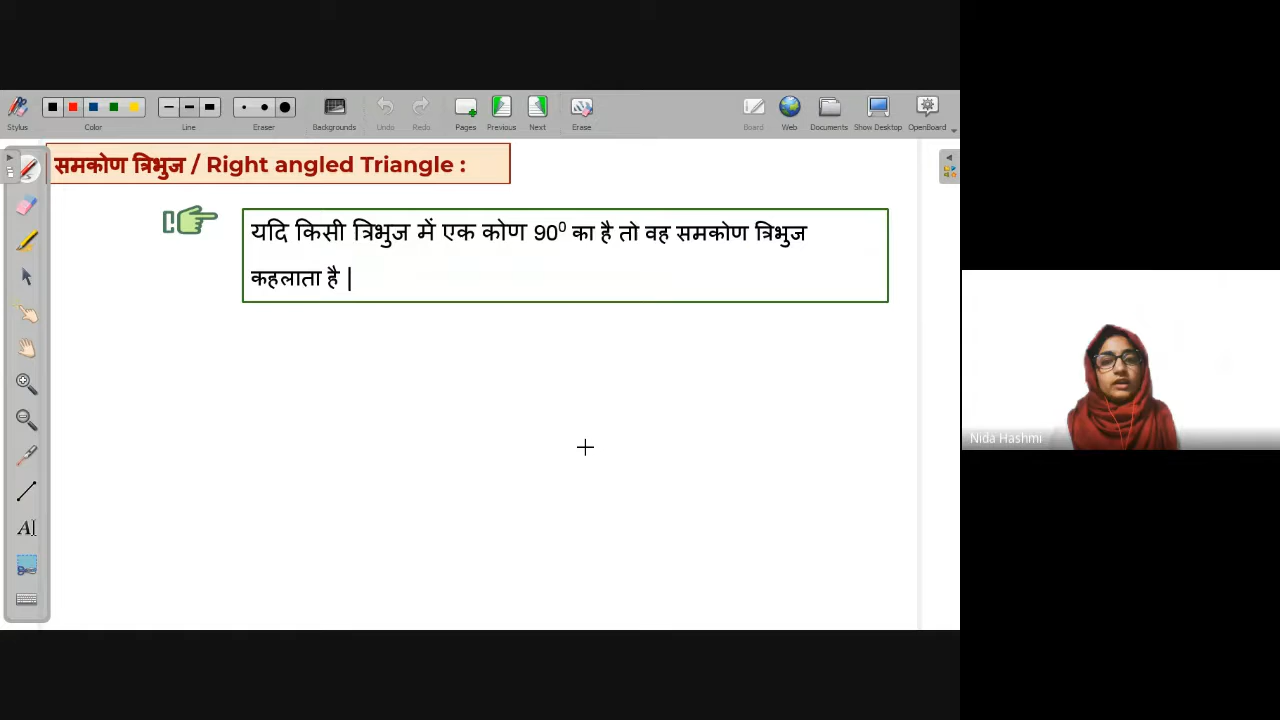 Stylus
Color
Line
Eraser
Backgrounds
Undo
Redo
Pages
Previous
Next
Erase
Board
Web
Documents
Show Desktop
OpenBoard
समकोण त्रिभुज / Right angled Triangle :
यदि किसी त्रिभुज में एक कोण 90⁰ का है तो वह समकोण त्रिभुज
कहलाता है |
Nida Hashmi